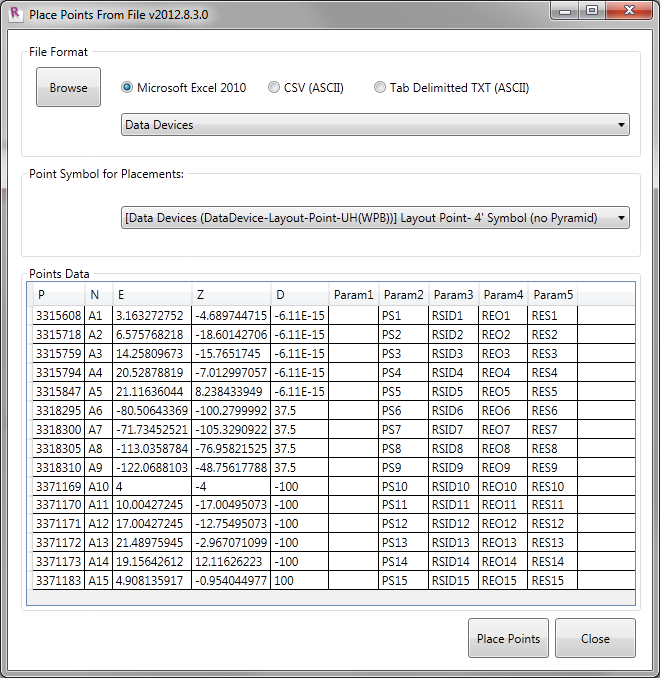 Place Points From File v2012.8.3.0
File Format
Browse Microsoft Excel 2010 CSV (ASCII) Tab Delimitted TXT (ASCII)
Data Devices
Point Symbol for Placements:
[Data Devices (DataDevice-Layout-Point-UH(WPB))] Layout Point- 4' Symbol (no Pyramid)
Points Data
P N E Z D Param1 Param2 Param3 Param4 Param5
3315608 A1 3.163272752 -4.689744715 -6.11E-15 PS1 RSID1 REO1 RES1
3315718 A2 6.575768218 -18.60142706 -6.11E-15 PS2 RSID2 REO2 RES2
3315759 A3 14.25809673 -15.7651745 -6.11E-15 PS3 RSID3 REO3 RES3
3315794 A4 20.52878819 -7.012997057 -6.11E-15 PS4 RSID4 REO4 RES4
3315847 A5 21.11636044 8.238433949 -6.11E-15 PS5 RSID5 REO5 RES5
3318295 A6 -80.50643369 -100.2799992 37.5 PS6 RSID6 REO6 RES6
3318300 A7 -71.73452521 -105.3290922 37.5 PS7 RSID7 REO7 RES7
3318305 A8 -113.0358784 -76.95821525 37.5 PS8 RSID8 REO8 RES8
3318310 A9 -122.0688103 -48.75617788 37.5 PS9 RSID9 REO9 RES9
3371169 A10 4 -4 -100 PS10 RSID10 REO10 RES10
3371170 A11 10.00427245 -17.00495073 -100 PS11 RSID11 REO11 RES11
3371171 A12 17.00427245 -12.75495073 -100 PS12 RSID12 REO12 RES12
3371172 A13 21.48975945 -2.967071099 -100 PS13 RSID13 REO13 RES13
3371173 A14 19.15642612 12.11626223 -100 PS14 RSID14 REO14 RES14
3371183 A15 4.908135917 -0.954044977 100 PS15 RSID15 REO15 RES15
Place Points Close